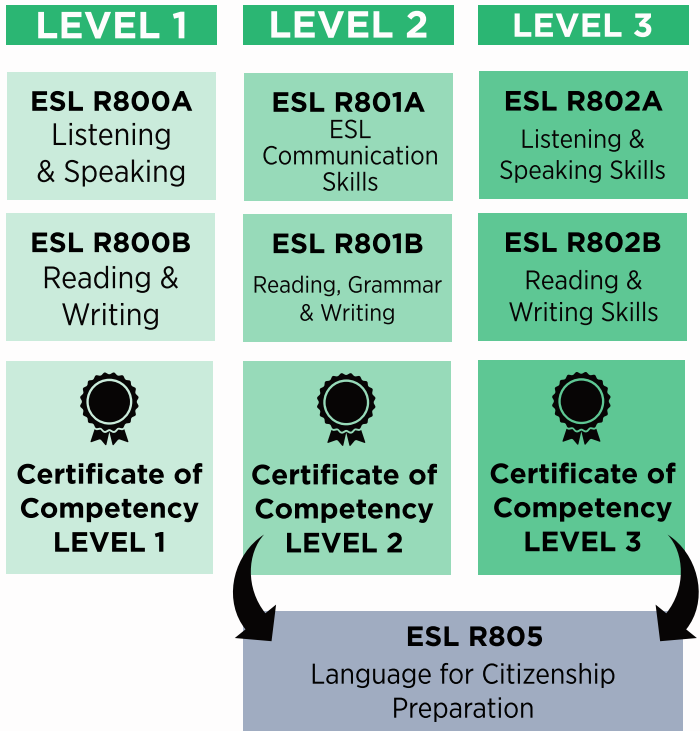 LEVEL 1
LEVEL 2
LEVEL 3
ESL R800A
Listening
& Speaking
ESL R801A
ESL
Communication
Skills
ESL R802A
Listening &
Speaking Skills
ESL R800B
Reading &
Writing
ESL R801B
Reading, Grammar
& Writing
ESL R802B
Reading &
Writing Skills
Certificate of
Competency
LEVEL 1
Certificate of
Competency
LEVEL 2
Certificate of
Competency
LEVEL 3
ESL R805
Language for Citizenship
Preparation